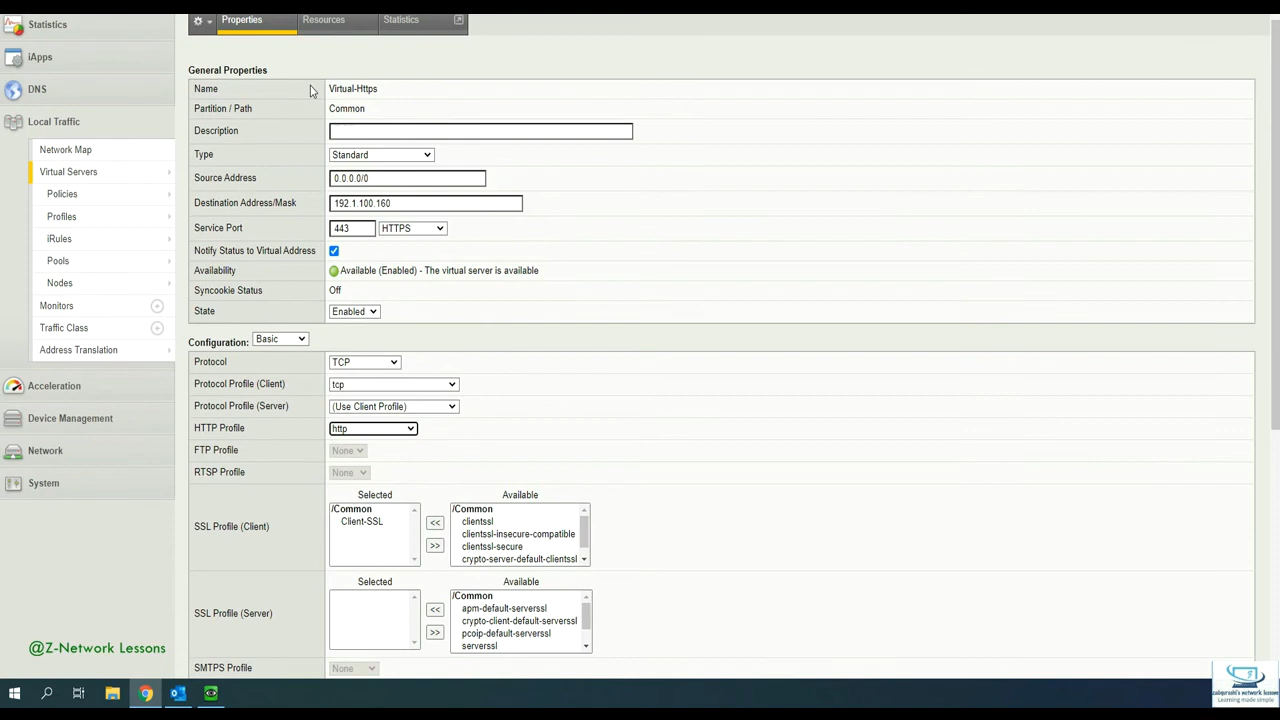 Statistics
iApps
DNS
Local Traffic
Network Map
Virtual Servers
Policies
Profiles
iRules
Pools
Nodes
Monitors
Traffic Class
Address Translation
Acceleration
Device Management
Network
System
@Z-Network Lessons
Properties
Resources
Statistics
General Properties
Name Virtual-Https
Partition / Path Common
Description
Type Standard
Source Address 0.0.0.0/0
Destination Address/Mask 192.1.100.160
Service Port 443 HTTPS
Notify Status to Virtual Address
Availability Available (Enabled) - The virtual server is available
Syncookie Status Off
State Enabled
Configuration: Basic
Protocol TCP
Protocol Profile (Client) tcp
Protocol Profile (Server) (Use Client Profile)
HTTP Profile http
FTP Profile None
RTSP Profile None
SSL Profile (Client)
Selected
/Common
Client-SSL
<<
>>
Available
/Common
clientssl
clientssl-insecure-compatible
clientssl-secure
crypto-server-default-clientssl
SSL Profile (Server)
Selected
<<
>>
Available
/Common
apm-default-serverssl
crypto-client-default-serverssl
pcoip-default-serverssl
serverssl
SMTPS Profile None
Learning made simple